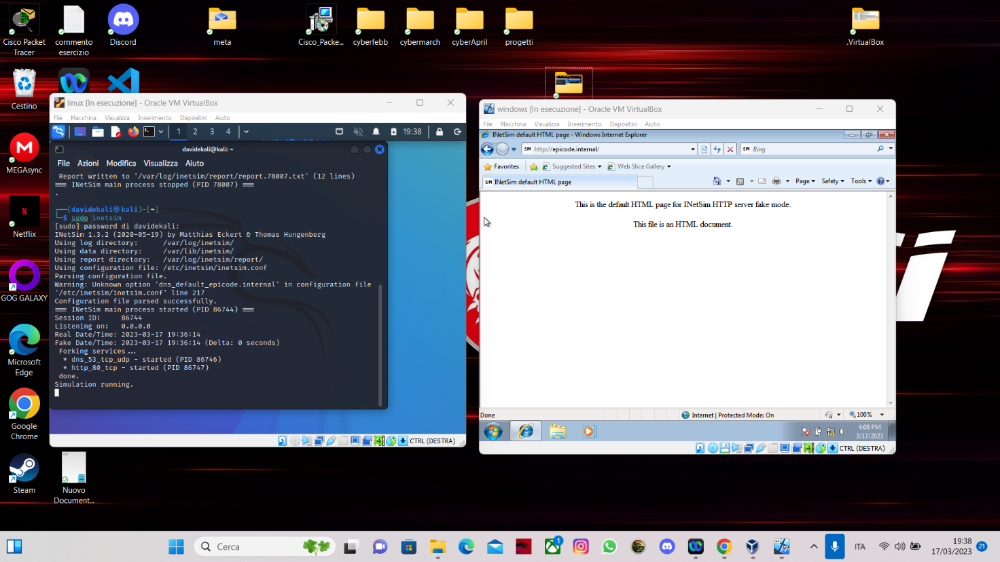 Cisco Packet
Tracer
commento
esercizio
Discord
meta
Cisco_Packe...
cyberfebb
cybermarch
cyberApril
progetti
.VirtualBox
Cestino
MEGAsync
Netflix
GOG GALAXY
Microsoft
Edge
Google
Chrome
Steam
Nuovo
Document...
linux [In esecuzione] - Oracle VM VirtualBox
File Macchina Visualizza Inserimento Dispositivi Aiuto
1 2 3 4
19:38
davidekali@kali: ~
File Azioni Modifica Visualizza Aiuto
Report written to '/var/log/inetsim/report/report.78007.txt' (12 lines)
=== INetSim main process stopped (PID 78007) ===
.
┌──(davidekali㉿kali)-[~]
└─$ sudo inetsim
[sudo] password di davidekali:
INetSim 1.3.2 (2020-05-19) by Matthias Eckert & Thomas Hungenberg
Using log directory: /var/log/inetsim/
Using data directory: /var/lib/inetsim/
Using report directory: /var/log/inetsim/report/
Using configuration file: /etc/inetsim/inetsim.conf
Parsing configuration file.
Warning: Unknown option 'dns_default_epicode.internal' in configuration file
'/etc/inetsim/inetsim.conf' line 217
Configuration file parsed successfully.
=== INetSim main process started (PID 86744) ===
Session ID: 86744
Listening on: 0.0.0.0
Real Date/Time: 2023-03-17 19:36:14
Fake Date/Time: 2023-03-17 19:36:14 (Delta: 0 seconds)
Forking services...
* dns_53_tcp_udp - started (PID 86746)
* http_80_tcp - started (PID 86747)
done.
Simulation running.
CTRL (DESTRA)
windows [In esecuzione] - Oracle VM VirtualBox
File Macchina Visualizza Inserimento Dispositivi Aiuto
INetSim default HTML page - Windows Internet Explorer
http://epicode.internal/
Bing
Favorites Suggested Sites Web Slice Gallery
INetSim default HTML page
Page Safety Tools
This is the default HTML page for INetSim HTTP server fake mode.
This file is an HTML document.
Done
Internet | Protected Mode: On
100%
4:08 PM
3/17/2023
CTRL (DESTRA)
Cerca
1
ITA
19:38
17/03/2023
21